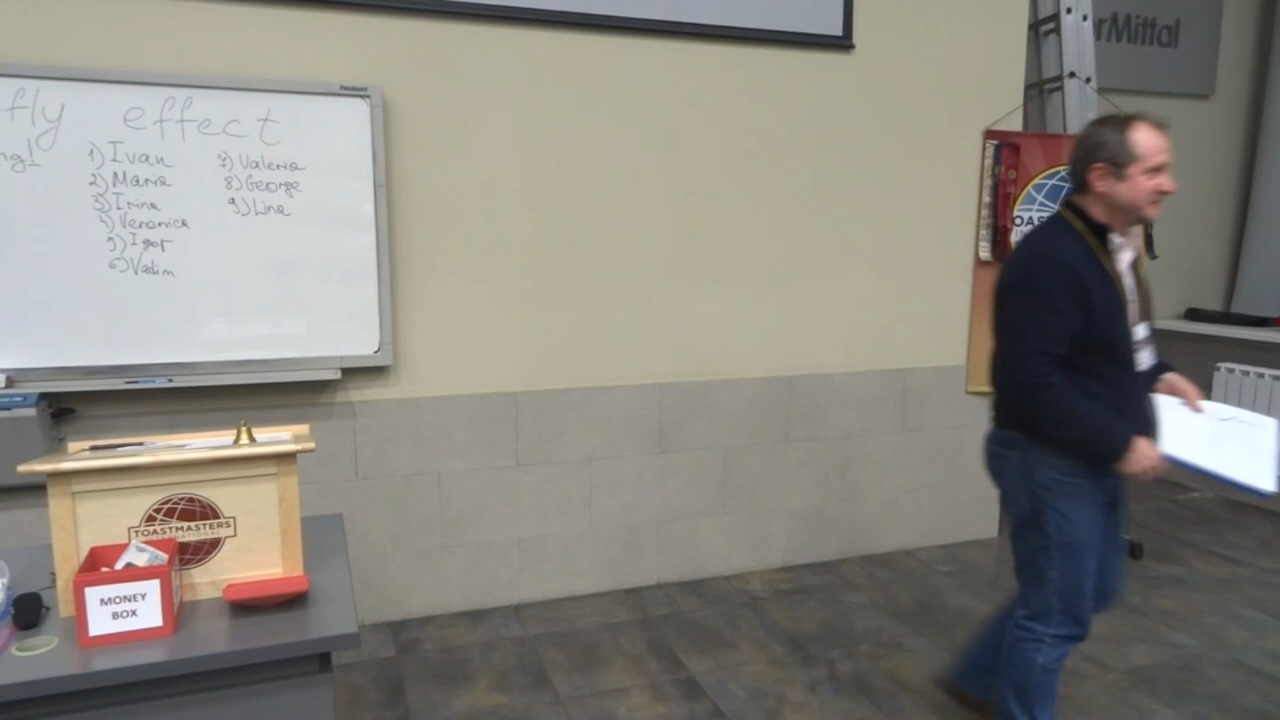 fly effect
ng!
1) Ivan
2) Maria
3) Irina
4) Veronica
5) Igor
6) Vadim
7) Valeria
8) George
9) Lina
rMittal
TOASTMASTERS
INTERNATIONAL
MONEY
BOX